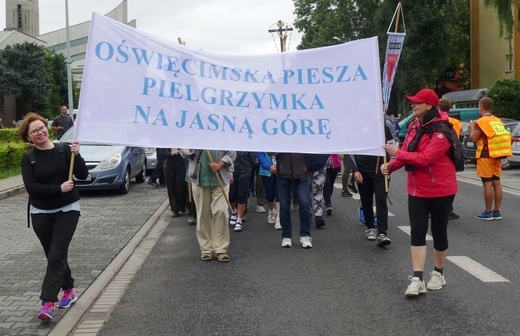 OŚWIĘCIMSKA PIESZA
PIELGRZYMKA
NA JASNĄ GÓRĘ